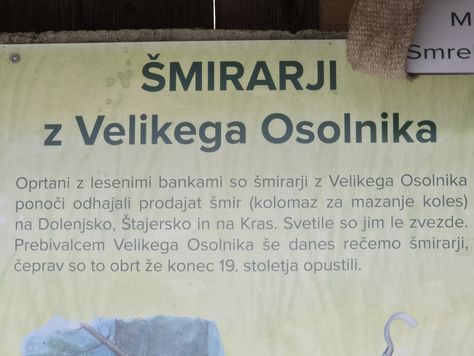 ŠMIRARJI
z Velikega Osolnika
M
Smre
Oprtani z lesenimi bankami so šmirarji z Velikega Osolnika
ponoči odhajali prodajat šmir (kolomaz za mazanje koles)
na Dolenjsko, Štajersko in na Kras. Svetile so jim le zvezde.
Prebivalcem Velikega Osolnika še danes rečemo šmirarji,
čeprav so to obrt že konec 19. stoletja opustili.